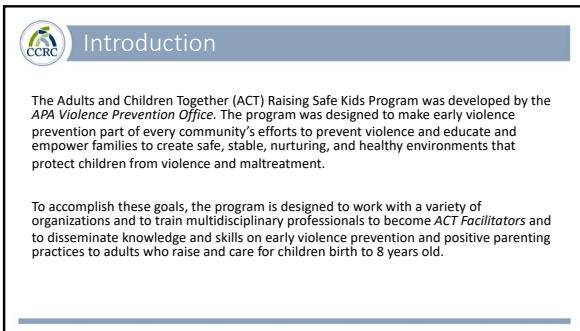 CCRC
Introduction
The Adults and Children Together (ACT) Raising Safe Kids Program was developed by the
APA Violence Prevention Office. The program was designed to make early violence
prevention part of every community's efforts to prevent violence and educate and
empower families to create safe, stable, nurturing, and healthy environments that
protect children from violence and maltreatment.
To accomplish these goals, the program is designed to work with a variety of
organizations and to train multidisciplinary professionals to become ACT Facilitators and
to disseminate knowledge and skills on early violence prevention and positive parenting
practices to adults who raise and care for children birth to 8 years old.